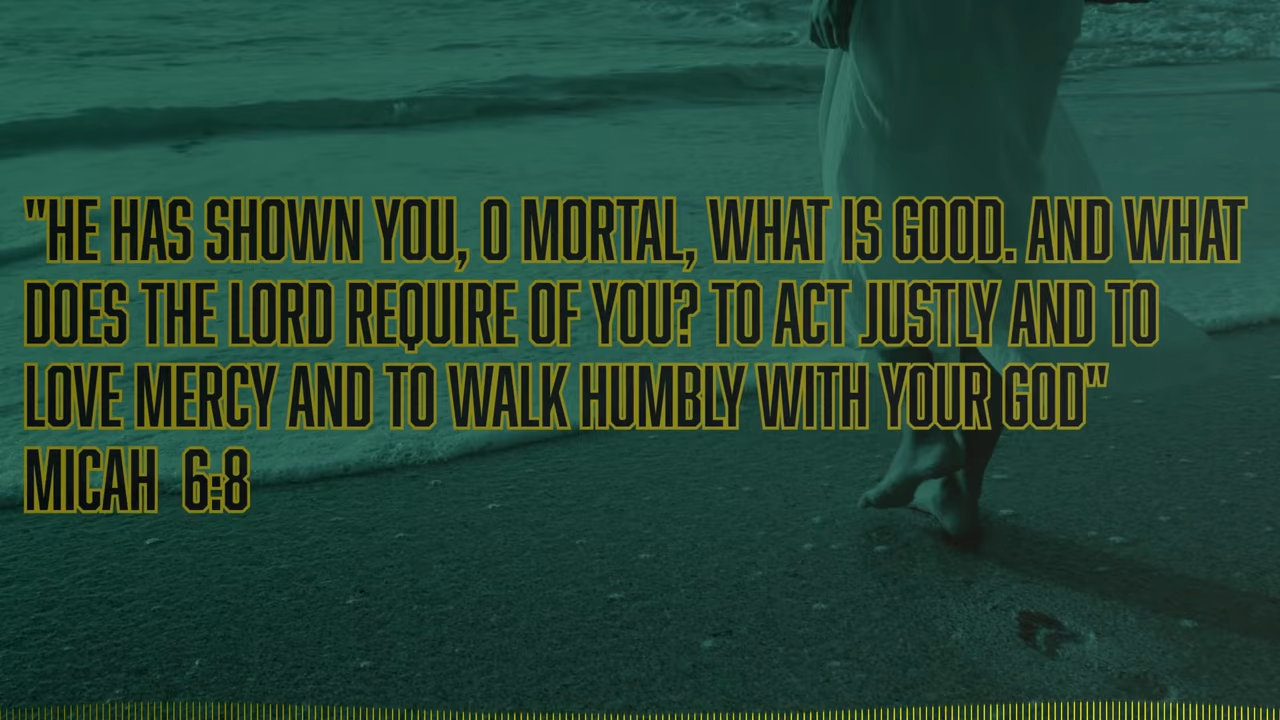 "HE HAS SHOWN YOU, O MORTAL, WHAT IS GOOD. AND WHAT
DOES THE LORD REQUIRE OF YOU? TO ACT JUSTLY AND TO
LOVE MERCY AND TO WALK HUMBLY WITH YOUR GOD"
MICAH 6:8